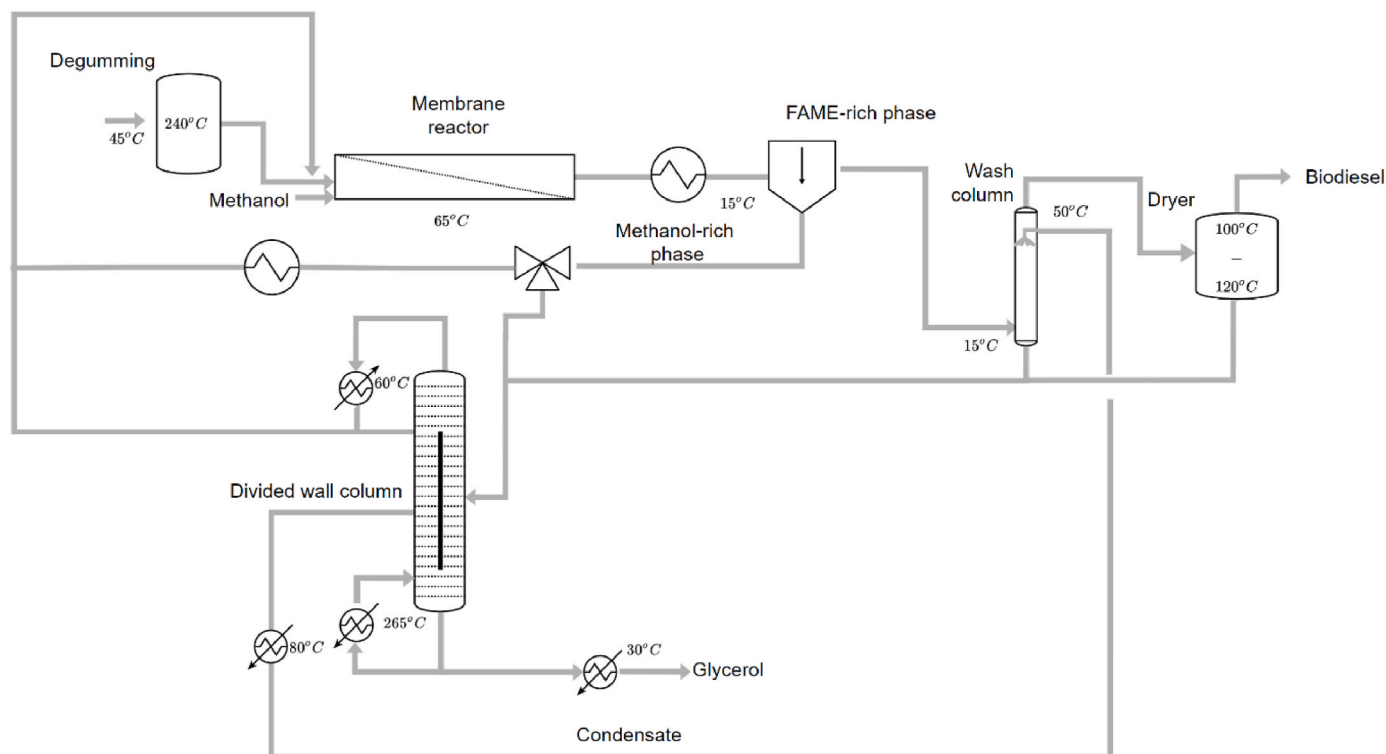 Degumming
240°C
45°C
Membrane
reactor
FAME-rich phase
Methanol
65°C
15°C
Methanol-rich
phase
Wash
column
50°C
Dryer
Biodiesel
100°C
–
120°C
15°C
60°C
Divided wall column
265°C
80°C
30°C
Glycerol
Condensate